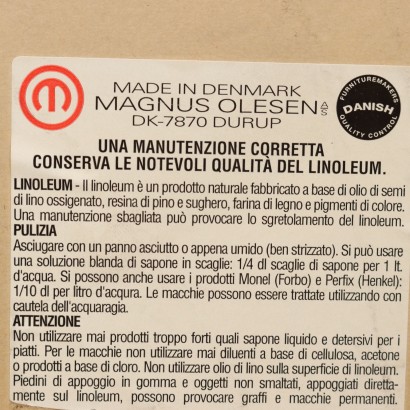 MADE IN DENMARK
MAGNUS OLESEN A/S
DK-7870 DURUP
FURNITUREMAKERS
DANISH
QUALITY CONTROL
UNA MANUTENZIONE CORRETTA
CONSERVA LE NOTEVOLI QUALITÀ DEL LINOLEUM.
LINOLEUM - Il linoleum è un prodotto naturale fabbricato a base di olio di semi
di lino ossigenato, resina di pino e sughero, farina di legno e pigmenti di colore.
Una manutenzione sbagliata può provocare lo sgretolamento del linoleum.
PULIZIA
Asciugare con un panno asciutto o appena umido (ben strizzato). Si può usare
una soluzione blanda di sapone in scaglie: 1/4 dl scaglie di sapone per 1 lt.
d'acqua. Si possono anche usare i prodotti Monel (Forbo) e Perfix (Henkel):
1/10 dl per litro d'acqua. Le macchie possono essere trattate utilizzando con
cautela dell'acquaragia.
ATTENZIONE
Non utilizzare mai prodotti troppo forti quali sapone liquido e detersivi per i
piatti. Per le macchie non utilizzare mai diluenti a base di cellulosa, acetone
o prodotti a base di cloro. Non utilizzare olio di lino sulla superficie di linoleum.
Piedini di appoggio in gomma e oggetti non smaltati, appoggiati diretta-
mente sul linoleum, possono provocare graffi e macchie permanenti.